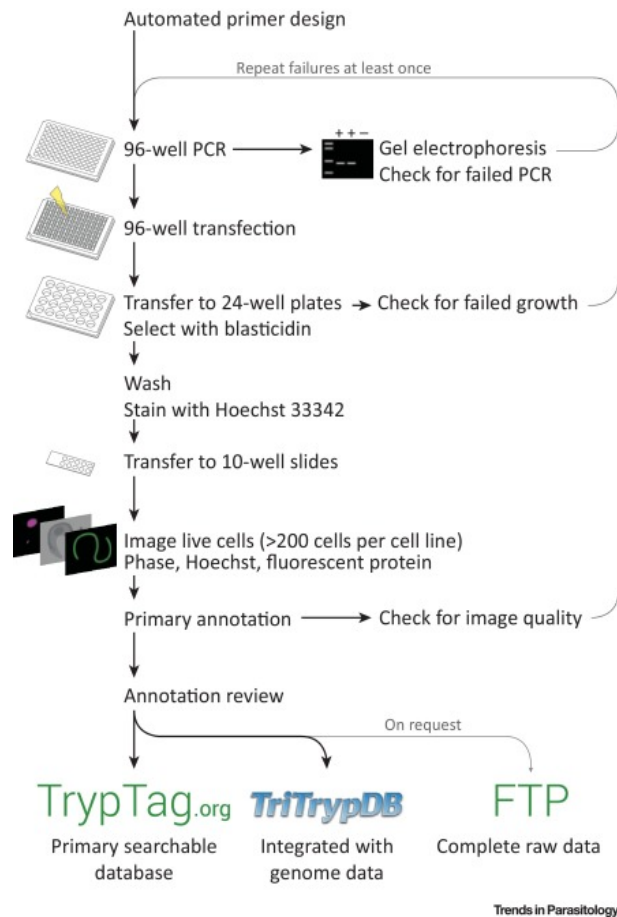 Automated primer design
Repeat failures at least once
+ + −
96-well PCR
Gel electrophoresis
Check for failed PCR
96-well transfection
Transfer to 24-well plates
Select with blasticidin
Check for failed growth
Wash
Stain with Hoechst 33342
Transfer to 10-well slides
Image live cells (>200 cells per cell line)
Phase, Hoechst, fluorescent protein
Primary annotation
Check for image quality
Annotation review
On request
TrypTag.org
TriTrypDB
FTP
Primary searchable
database
Integrated with
genome data
Complete raw data
Trends in Parasitology